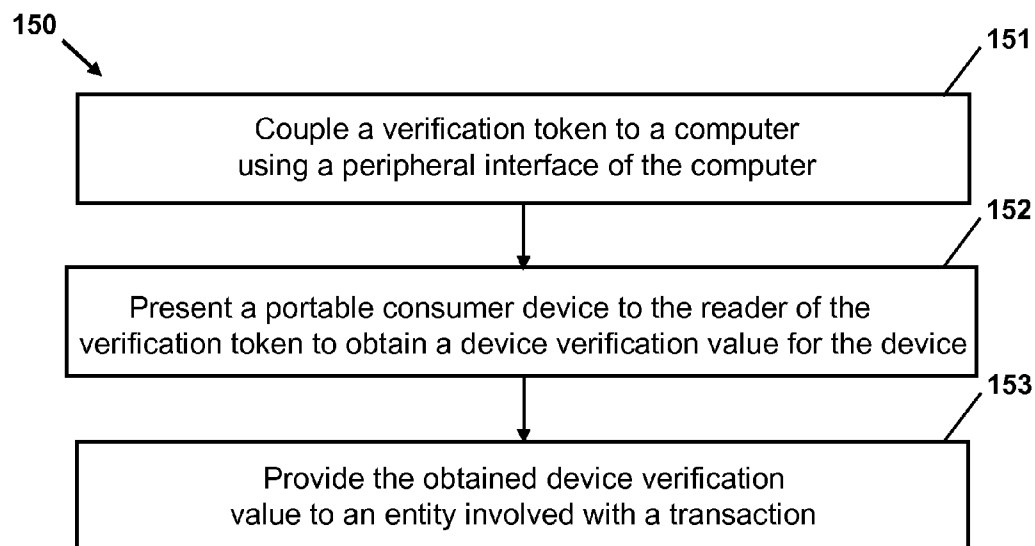 150
151
Couple a verification token to a computer
using a peripheral interface of the computer
152
Present a portable consumer device to the reader of the
verification token to obtain a device verification value for the device
153
Provide the obtained device verification
value to an entity involved with a transaction